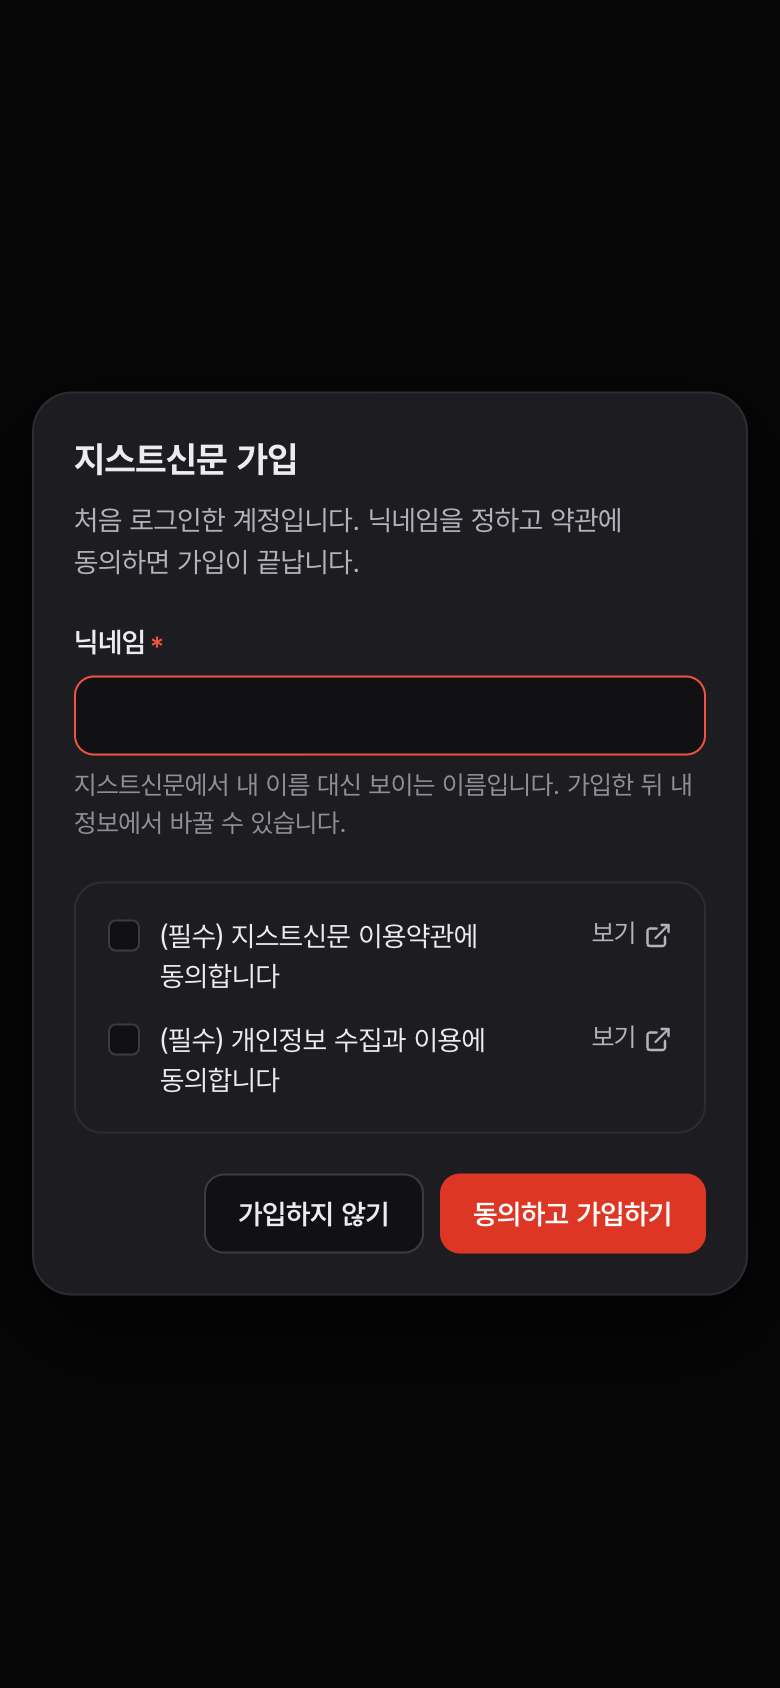 지스트신문 가입
처음 로그인한 계정입니다. 닉네임을 정하고 약관에
동의하면 가입이 끝납니다.
닉네임 *
지스트신문에서 내 이름 대신 보이는 이름입니다. 가입한 뒤 내
정보에서 바꿀 수 있습니다.
(필수) 지스트신문 이용약관에 보기
동의합니다
(필수) 개인정보 수집과 이용에 보기
동의합니다
가입하지 않기 동의하고 가입하기